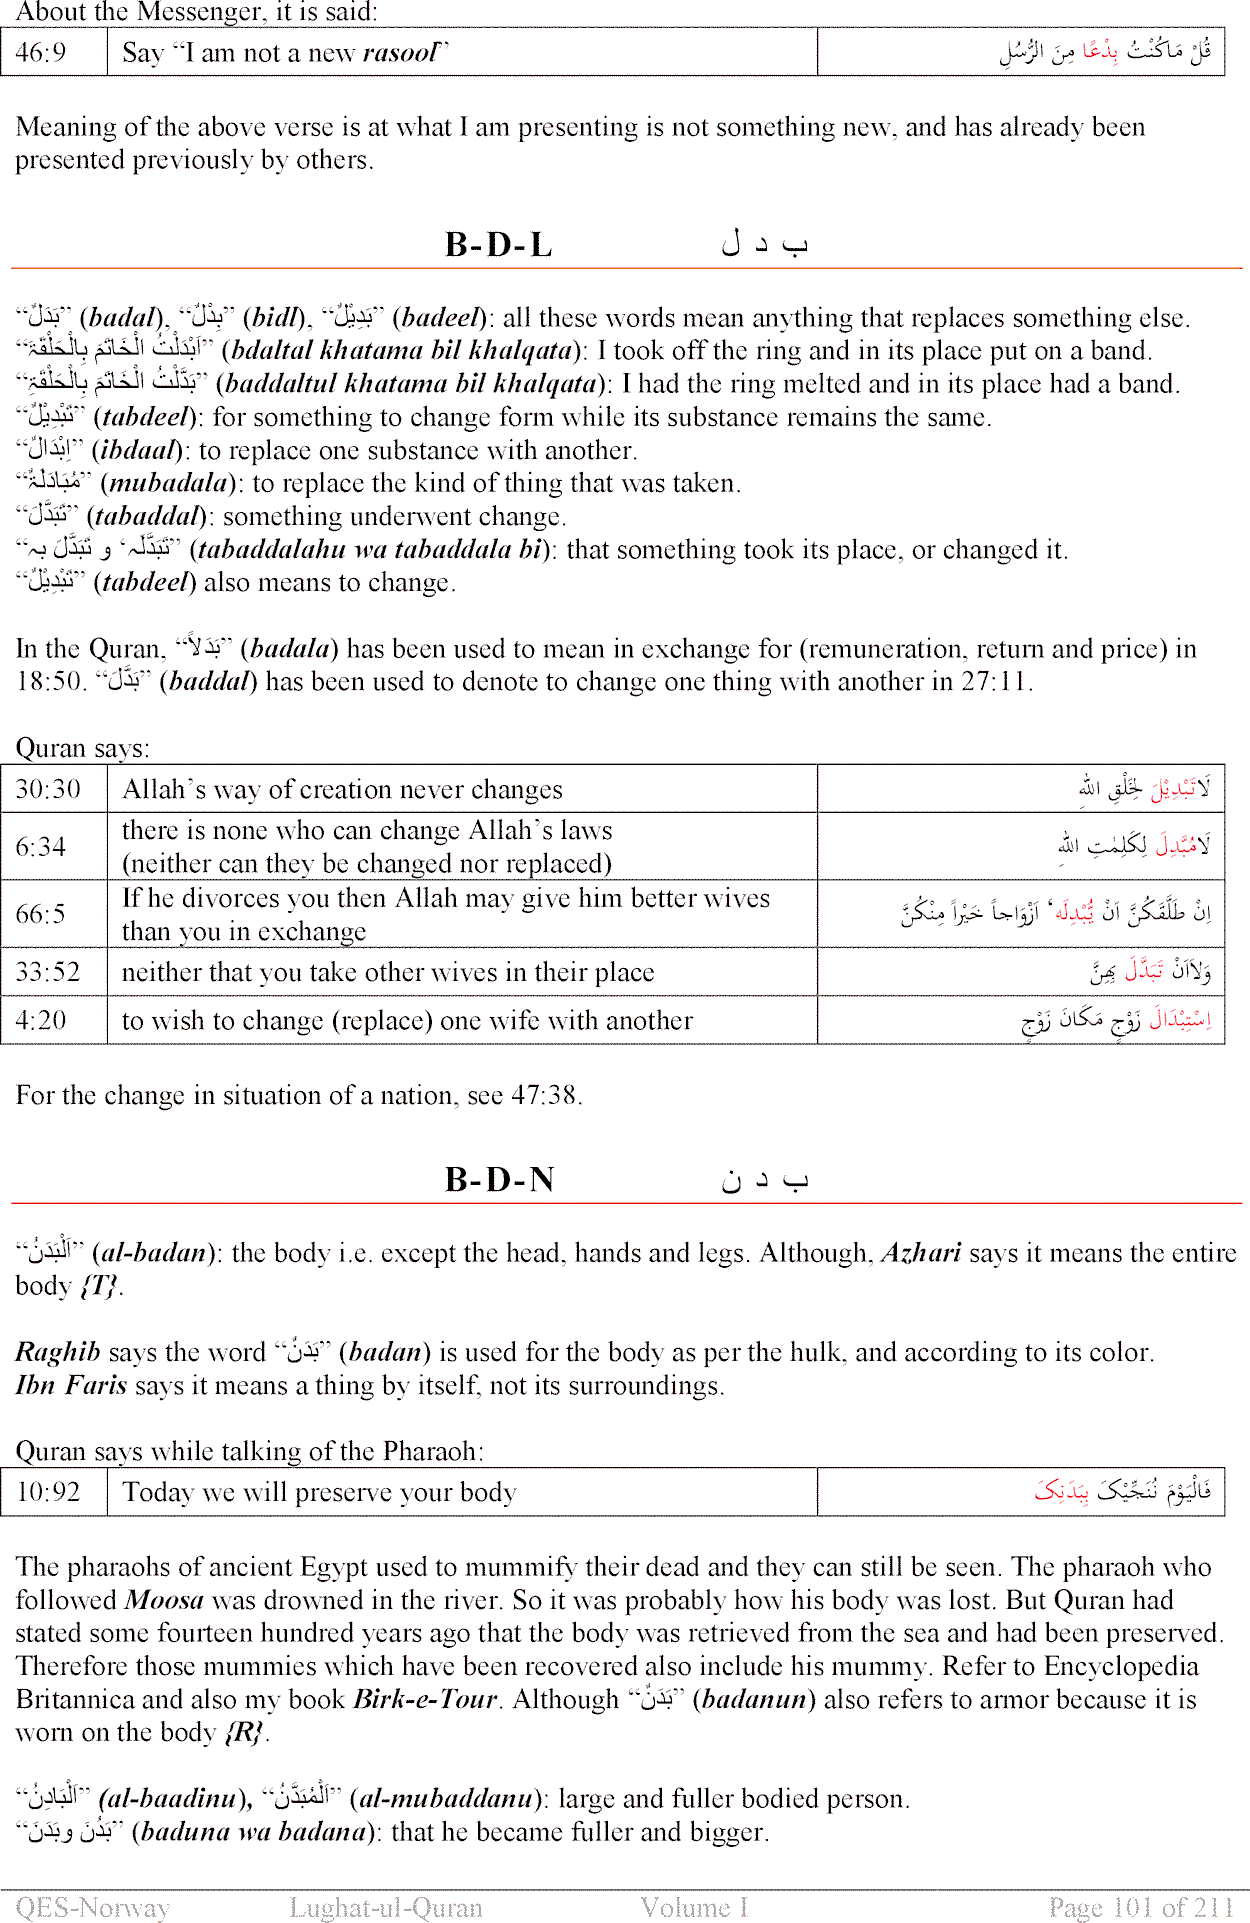 About the Messenger, it is said:
46:9 Say “I am not a new rasool” قُلْ مَاكُنْتُ بِدْعًا مِنَ الرُّسُلِ
Meaning of the above verse is at what I am presenting is not something new, and has already been
presented previously by others.
B-D-L ب د ل
“بَدَلٌ” (badal), “بِدْلٌ” (bidl), “بَدِيْلٌ” (badeel): all these words mean anything that replaces something else.
“اَبْدَلْتُ الْخَاتَمَ بِالْحَلْقَۃِ” (bdaltal khatama bil khalqata): I took off the ring and in its place put on a band.
“بَدَّلْتُ الْخَاتَمَ بِالْحَلْقَۃِ” (baddaltul khatama bil khalqata): I had the ring melted and in its place had a band.
“تَبْدِيْلٌ” (tabdeel): for something to change form while its substance remains the same.
“اِبْدَالٌ” (ibdaal): to replace one substance with another.
“مُبَادَلَۃٌ” (mubadala): to replace the kind of thing that was taken.
“تَبَدَّلَ” (tabaddal): something underwent change.
“تَبَدَّلَہ‘ و تَبَدَّلَ بِہ” (tabaddalahu wa tabaddala bi): that something took its place, or changed it.
“تَبْدِيْلٌ” (tabdeel) also means to change.
In the Quran, “بَدَلاً” (badala) has been used to mean in exchange for (remuneration, return and price) in
18:50. “بَدَّلَ” (baddal) has been used to denote to change one thing with another in 27:11.
Quran says:
30:30 Allah’s way of creation never changes لَاتَبْدِيْلَ لِخَلْقِ اللّٰہِ
6:34 there is none who can change Allah’s laws لَامُبَدِّلَ لِكَلِمٰتِ اللّٰہِ
(neither can they be changed nor replaced)
66:5 If he divorces you then Allah may give him better wives اِنْ طَلَّقَكُنَّ اَنْ يُّبْدِلَه‘ اَزْوَاجاً خَيْراً مِنْكُنَّ
than you in exchange
33:52 neither that you take other wives in their place وَلاَاَنْ تَبَدَّلَ بِهِنَّ
4:20 to wish to change (replace) one wife with another اِسْتِبْدَالَ زَوْجٍ مَكَانَ زَوْجٍ
For the change in situation of a nation, see 47:38.
B-D-N ب د ن
“اَلْبَدَنُ” (al-badan): the body i.e. except the head, hands and legs. Although, Azhari says it means the entire
body {T}.
Raghib says the word “بَدَنٌ” (badan) is used for the body as per the hulk, and according to its color.
Ibn Faris says it means a thing by itself, not its surroundings.
Quran says while talking of the Pharaoh:
10:92 Today we will preserve your body فَالْيَوْمَ نُنَجِّيْكَ بِبَدَنِكَ
The pharaohs of ancient Egypt used to mummify their dead and they can still be seen. The pharaoh who
followed Moosa was drowned in the river. So it was probably how his body was lost. But Quran had
stated some fourteen hundred years ago that the body was retrieved from the sea and had been preserved.
Therefore those mummies which have been recovered also include his mummy. Refer to Encyclopedia
Britannica and also my book Birk-e-Tour. Although “بَدَنٌ” (badanun) also refers to armor because it is
worn on the body {R}.
“اَلْبَادِنُ” (al-baadinu), “اَلْمُبَدَّنُ” (al-mubaddanu): large and fuller bodied person.
“بَدُنَ وبَدَنَ” (baduna wa badana): that he became fuller and bigger.
QES-Norway Lughat-ul-Quran Volume I Page 101 of 211